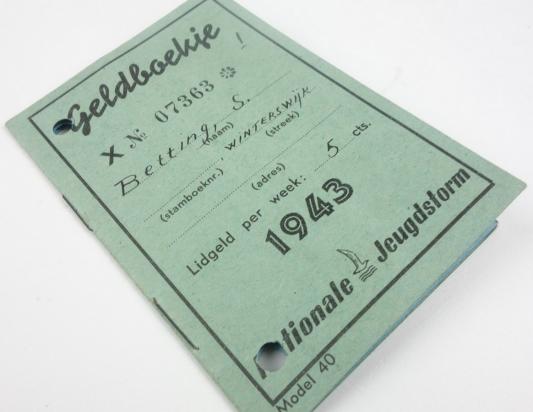 Geldboekje
X № 07363 *
Betting, S.
(naam)
, WINTERSWIJK
(stamboeknr.) (streek)
(adres)
Lidgeld per week: 5 cts.
1943
Nationale Jeugdstorm
Model 40